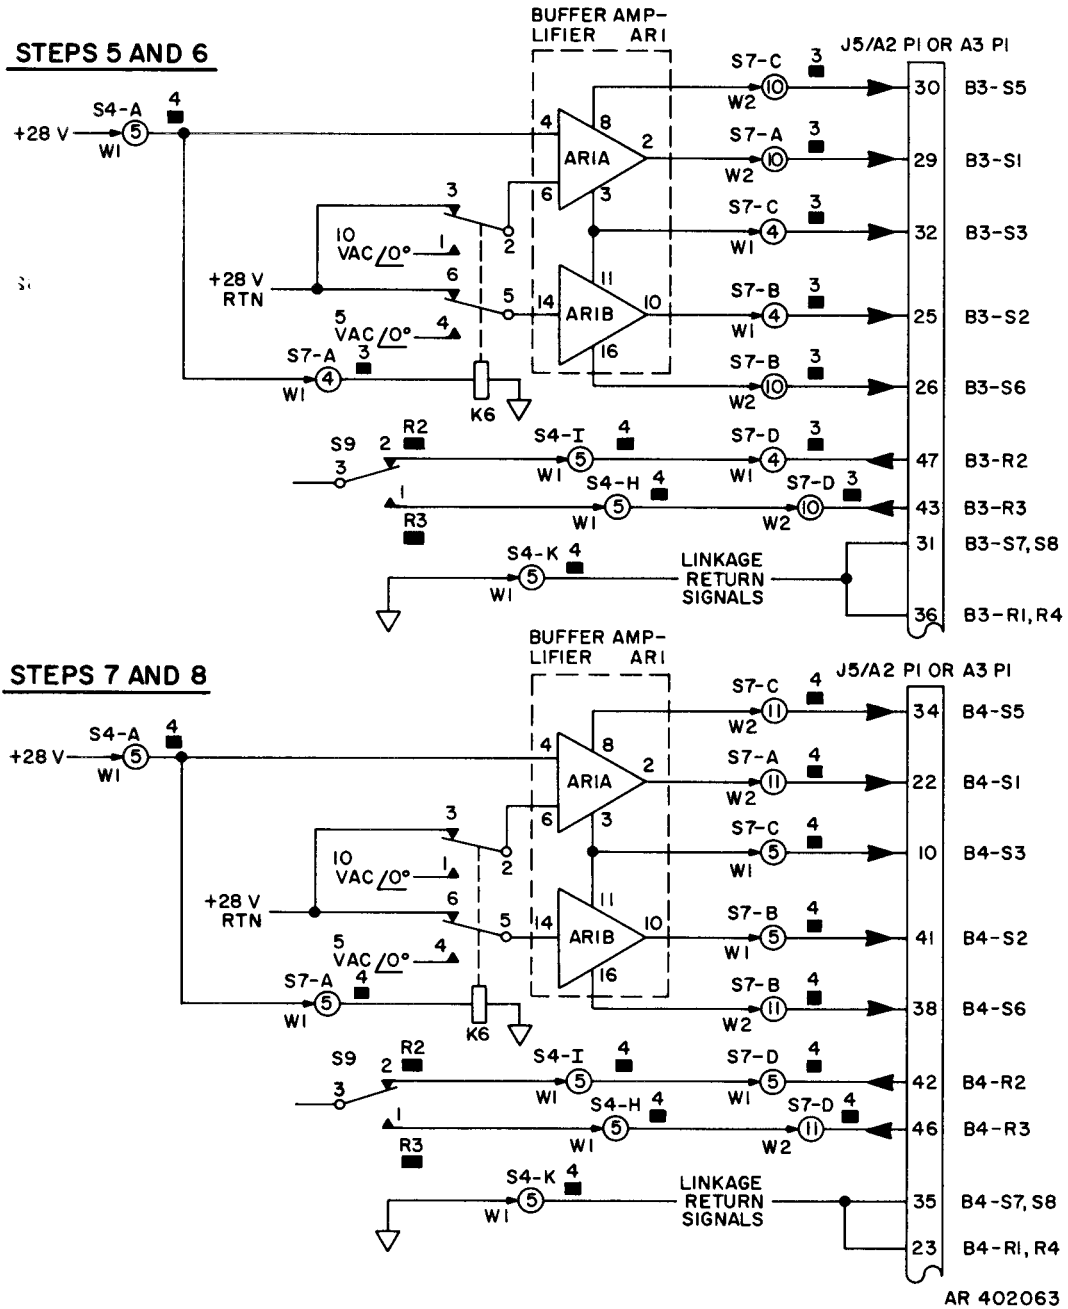 BUFFER AMP-
LIFIER AR1
J5/A2 P1 OR A3 P1
STEPS 5 AND 6
S4-A 4
+28 V 5
W1
4 8
AR1A 2
6 3
S7-C 3
10 30 B3-S5
W2
S7-A 3
10 29 B3-S1
W2
S7-C 3
4 32 B3-S3
W1
3
10
VAC /0° 1 2
+28 V
RTN
6
5
5
VAC /0° 4
11
14 AR1B 10
16
S7-B 3
4 25 B3-S2
W1
S7-A 3
4
W1
K6
S7-B 3
10 26 B3-S6
W2
S9 2 R2
3
S4-I 4
5
W1
S7-D 3
4 47 B3-R2
W1
1
R3
S4-H 4
5
W1
S7-D 3
10 43 B3-R3
W2
31 B3-S7, S8
S4-K 4
5
W1
LINKAGE
RETURN
SIGNALS
36 B3-R1, R4
BUFFER AMP-
LIFIER AR1
J5/A2 P1 OR A3 P1
STEPS 7 AND 8
S4-A 4
+28 V 5
W1
4 8
AR1A 2
6 3
S7-C 4
11 34 B4-S5
W2
S7-A 4
11 22 B4-S1
W2
S7-C 4
5 10 B4-S3
W1
3
10
VAC /0° 1 2
+28 V
RTN
6
5
5
VAC /0° 4
11
14 AR1B 10
16
S7-B 4
5 41 B4-S2
W1
S7-A 4
5
W1
K6
S7-B 4
11 38 B4-S6
W2
S9 2 R2
3
S4-I 4
5
W1
S7-D 4
5 42 B4-R2
W1
1
R3
S4-H 4
5
W1
S7-D 4
11 46 B4-R3
W2
S4-K 4
5
W1
LINKAGE
RETURN
SIGNALS
35 B4-S7, S8
23 B4-R1, R4
AR 402063